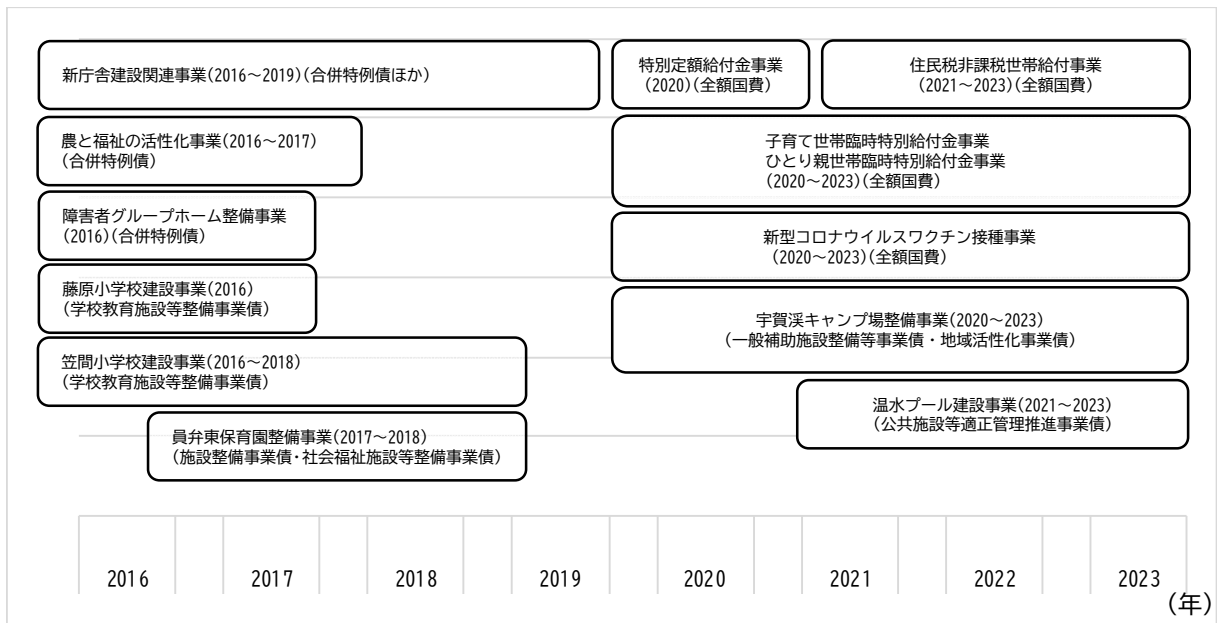 新庁舎建設関連事業(2016～2019)(合併特例債ほか)
農と福祉の活性化事業(2016～2017)
(合併特例債)
障害者グループホーム整備事業
(2016)(合併特例債)
藤原小学校建設事業(2016)
(学校教育施設等整備事業債)
笠間小学校建設事業(2016～2018)
(学校教育施設等整備事業債)
員弁東保育園整備事業(2017～2018)
(施設整備事業債・社会福祉施設等整備事業債)
特別定額給付金事業
(2020)(全額国費)
住民税非課税世帯給付事業
(2021～2023)(全額国費)
子育て世帯臨時特別給付金事業
ひとり親世帯臨時特別給付金事業
(2020～2023)(全額国費)
新型コロナウイルスワクチン接種事業
(2020～2023)(全額国費)
宇賀渓キャンプ場整備事業(2020～2023)
(一般補助施設整備等事業債・地域活性化事業債)
温水プール建設事業(2021～2023)
(公共施設等適正管理推進事業債)
2016 2017 2018 2019 2020 2021 2022 2023
(年)